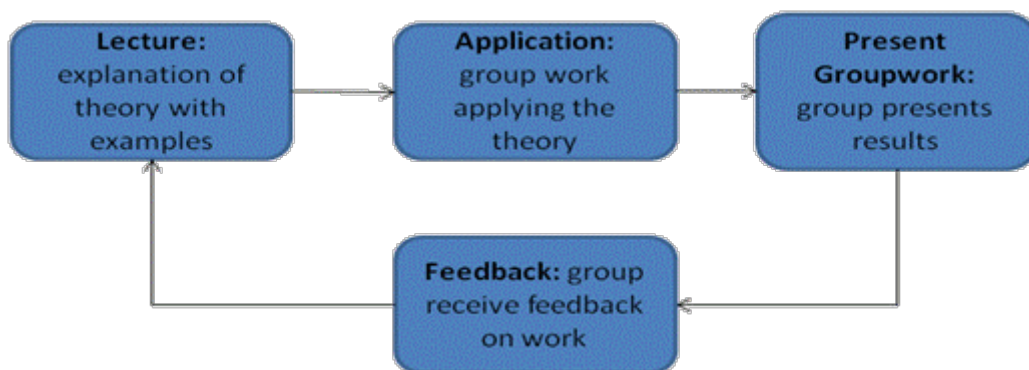 Lecture:
explanation of
theory with
examples
Application:
group work
applying the
theory
Present
Groupwork:
group presents
results
Feedback: group
receive feedback
on work